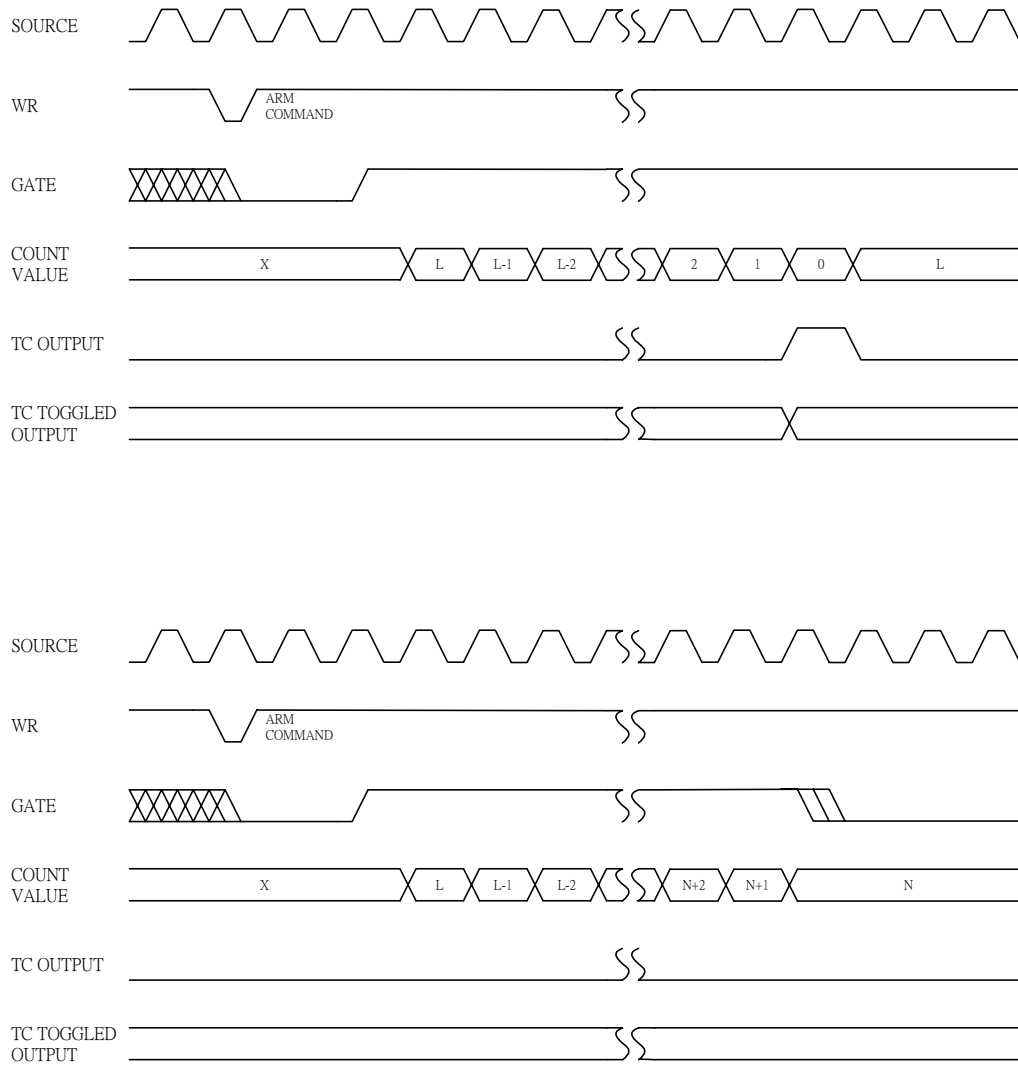 SOURCE
WR
ARM
COMMAND
GATE
COUNT
VALUE
X L L-1 L-2 2 1 0 L
TC OUTPUT
TC TOGGLED
OUTPUT
SOURCE
WR
ARM
COMMAND
GATE
COUNT
VALUE
X L L-1 L-2 N+2 N+1 N
TC OUTPUT
TC TOGGLED
OUTPUT